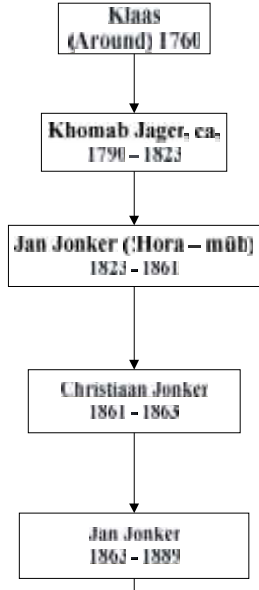 Klaas
(Around) 1760
Khomab Jager, ca,
1790 – 1823
Jan Jonker (!Hora – mûb)
1823 – 1861
Christiaan Jonker
1861 – 1863
Jan Jonker
1863 – 1889